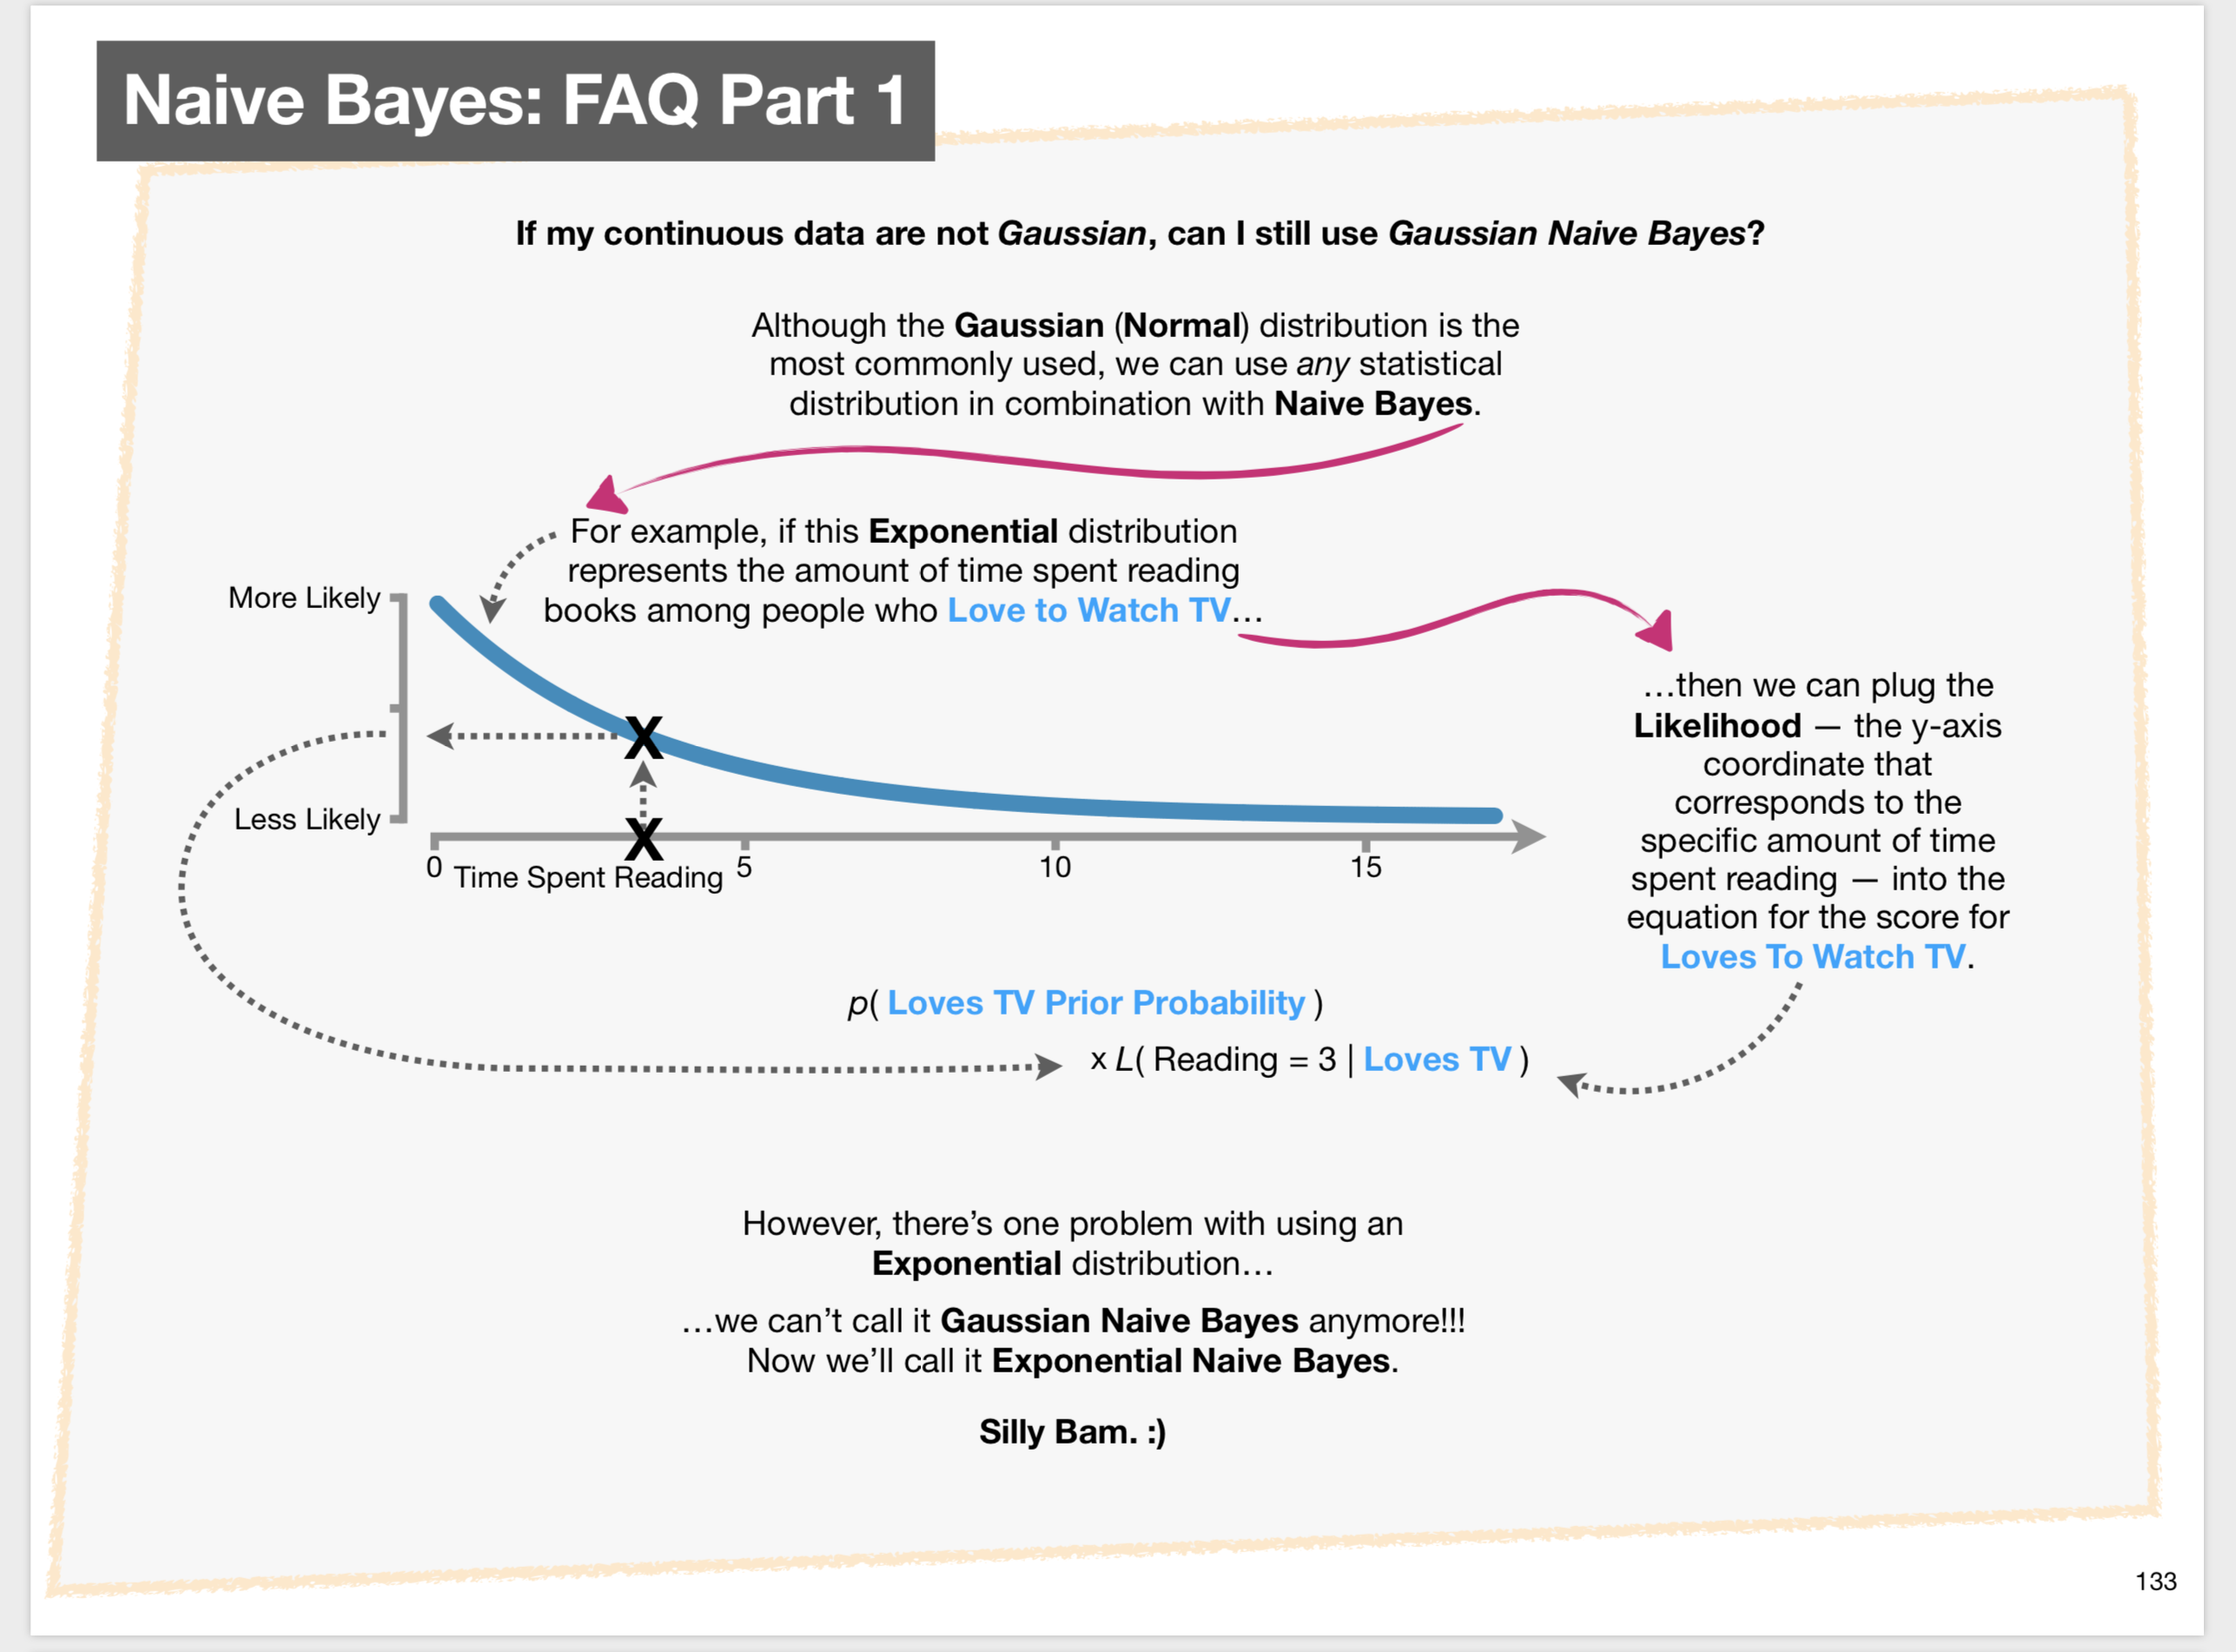 Naive Bayes: FAQ Part 1
If my continuous data are not Gaussian, can I still use Gaussian Naive Bayes?
Although the Gaussian (Normal) distribution is the
most commonly used, we can use any statistical
distribution in combination with Naive Bayes.
For example, if this Exponential distribution
represents the amount of time spent reading
books among people who Love to Watch TV…
More Likely
Less Likely
X
X
0
5
10
15
Time Spent Reading
…then we can plug the
Likelihood — the y-axis
coordinate that
corresponds to the
specific amount of time
spent reading — into the
equation for the score for
Loves To Watch TV.
p( Loves TV Prior Probability )
x L( Reading = 3 | Loves TV )
However, there’s one problem with using an
Exponential distribution…
…we can’t call it Gaussian Naive Bayes anymore!!!
Now we’ll call it Exponential Naive Bayes.
Silly Bam. :)
133